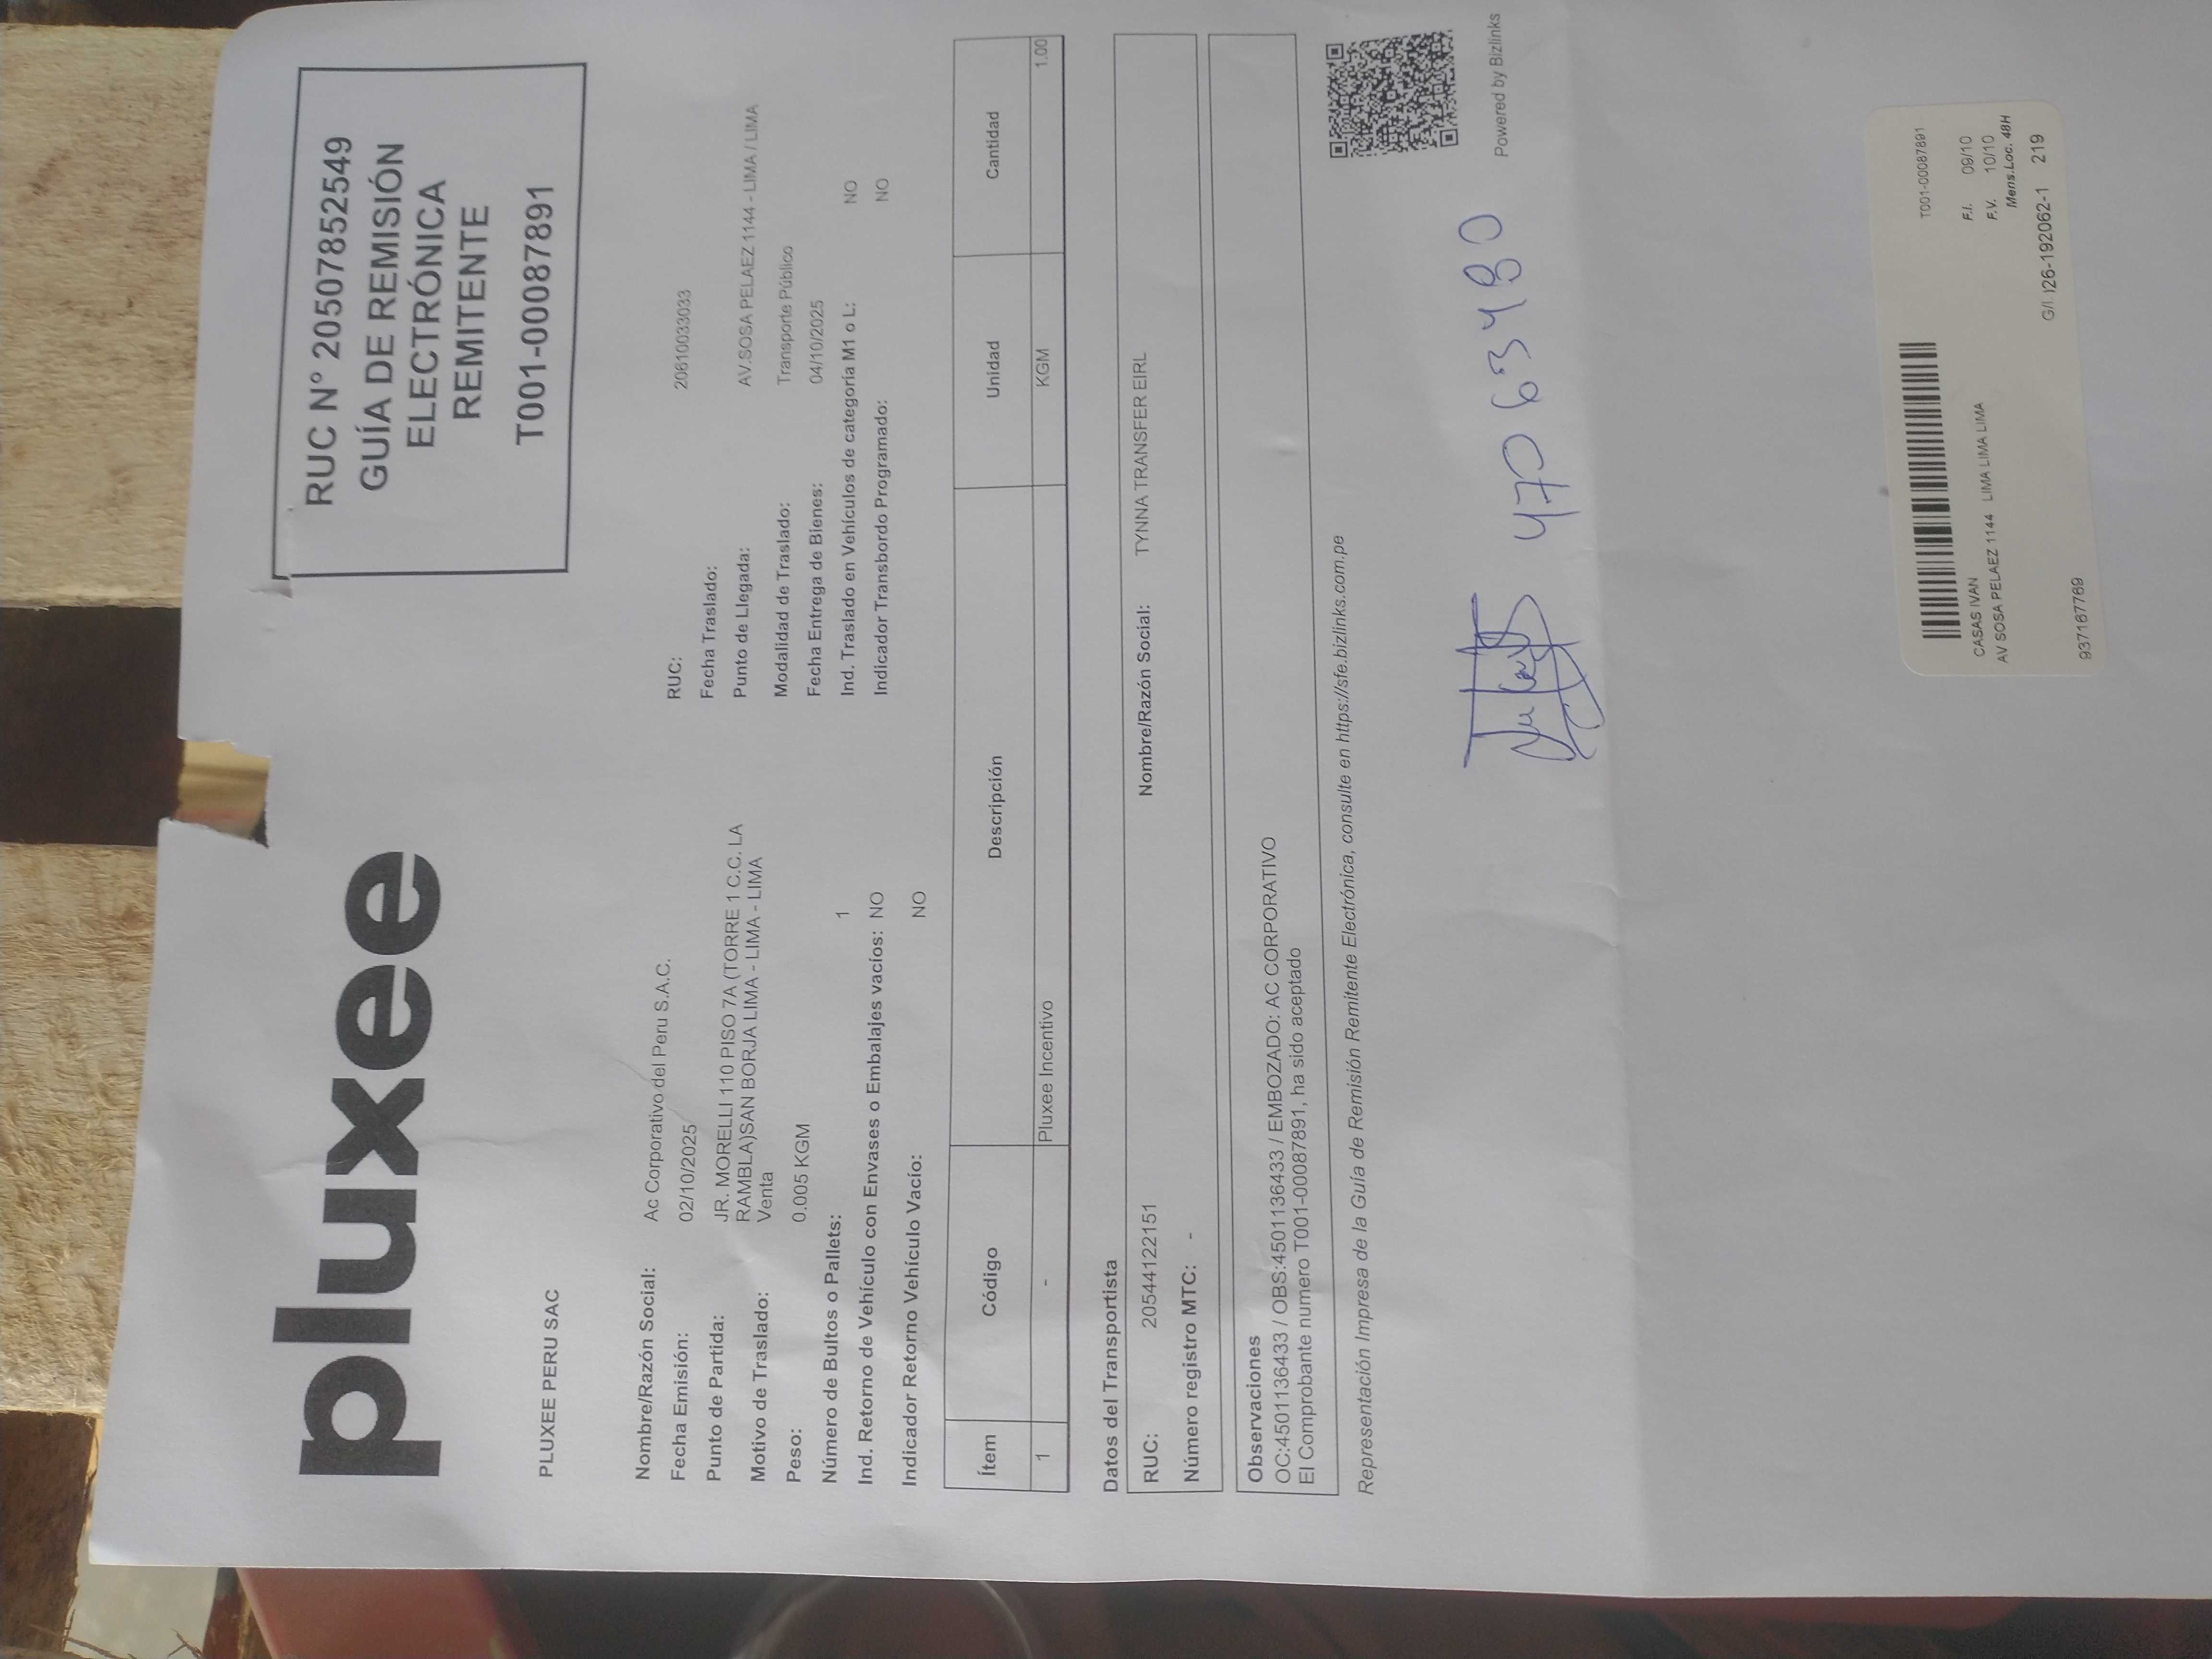 pluxee
RUC N° 20507852549
GUÍA DE REMISIÓN
ELECTRÓNICA
REMITENTE
T001-00087891
PLUXEE PERU SAC
Nombre/Razón Social: Ac Corporativo del Peru S.A.C.
RUC: 20610033033
Fecha Emisión: 02/10/2025
Fecha Traslado:
Punto de Partida: JR. MORELLI 110 PISO 7A (TORRE 1 C.C. LA
RAMBLA)SAN BORJA LIMA - LIMA - LIMA
Punto de Llegada: AV.SOSA PELAEZ 1144 - LIMA / LIMA
Motivo de Traslado: Venta
Modalidad de Traslado: Transporte Público
Peso: 0.005 KGM
Fecha Entrega de Bienes: 04/10/2025
Número de Bultos o Pallets: 1
Ind. Traslado en Vehículos de categoría M1 o L: NO
Ind. Retorno de Vehículo con Envases o Embalajes vacíos: NO
Indicador Transbordo Programado: NO
Indicador Retorno Vehículo Vacío: NO
Ítem Código Descripción Unidad Cantidad
1 - Pluxee Incentivo KGM 1.00
Datos del Transportista
RUC: 20544122151 Nombre/Razón Social: TYNNA TRANSFER EIRL
Número registro MTC: -
Observaciones
OC:4501136433 / OBS:4501136433 / EMBOZADO: AC CORPORATIVO
El Comprobante numero T001-00087891, ha sido aceptado
Representación Impresa de la Guía de Remisión Remitente Electrónica, consulte en https://sfe.bizlinks.com.pe
Powered by Bizlinks
47063480
T001-00087891
CASAS IVAN F.I. 09/10
AV SOSA PELAEZ 1144 LIMA LIMA LIMA F.V. 10/10
Mens.Loc. 48H
G/I. I26-192062-1 219
937167769